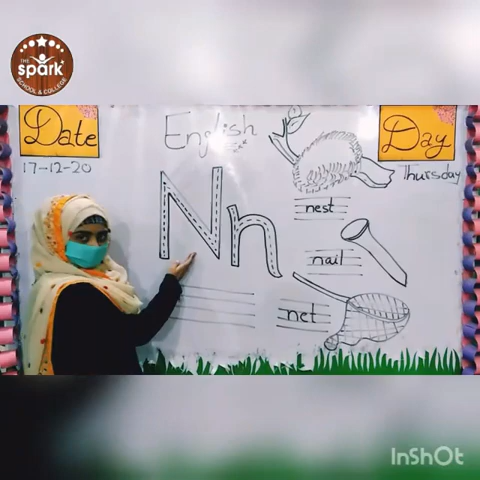 THE
spark
SCHOOL & COLLEGE
Date
English
Day
17-12-20
Thursday
Nn
nest
nail
net
InShOt